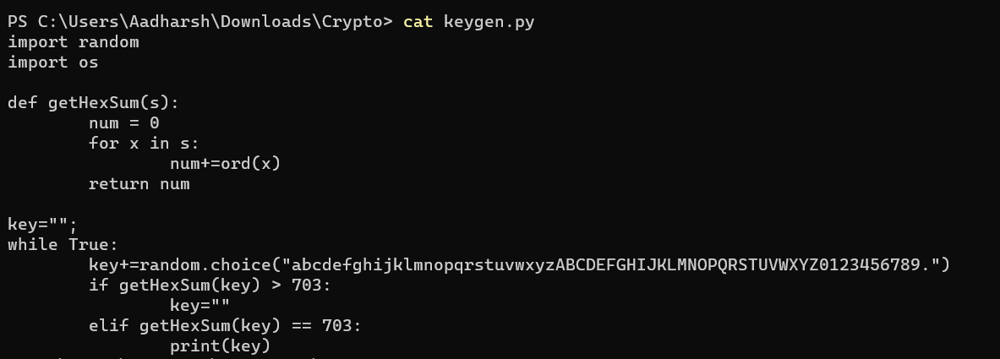 PS C:\Users\Aadharsh\Downloads\Crypto> cat keygen.py
import random
import os

def getHexSum(s):
        num = 0
        for x in s:
                num+=ord(x)
        return num

key="";
while True:
        key+=random.choice("abcdefghijklmnopqrstuvwxyzABCDEFGHIJKLMNOPQRSTUVWXYZ0123456789.")
        if getHexSum(key) > 703:
                key=""
        elif getHexSum(key) == 703:
                print(key)